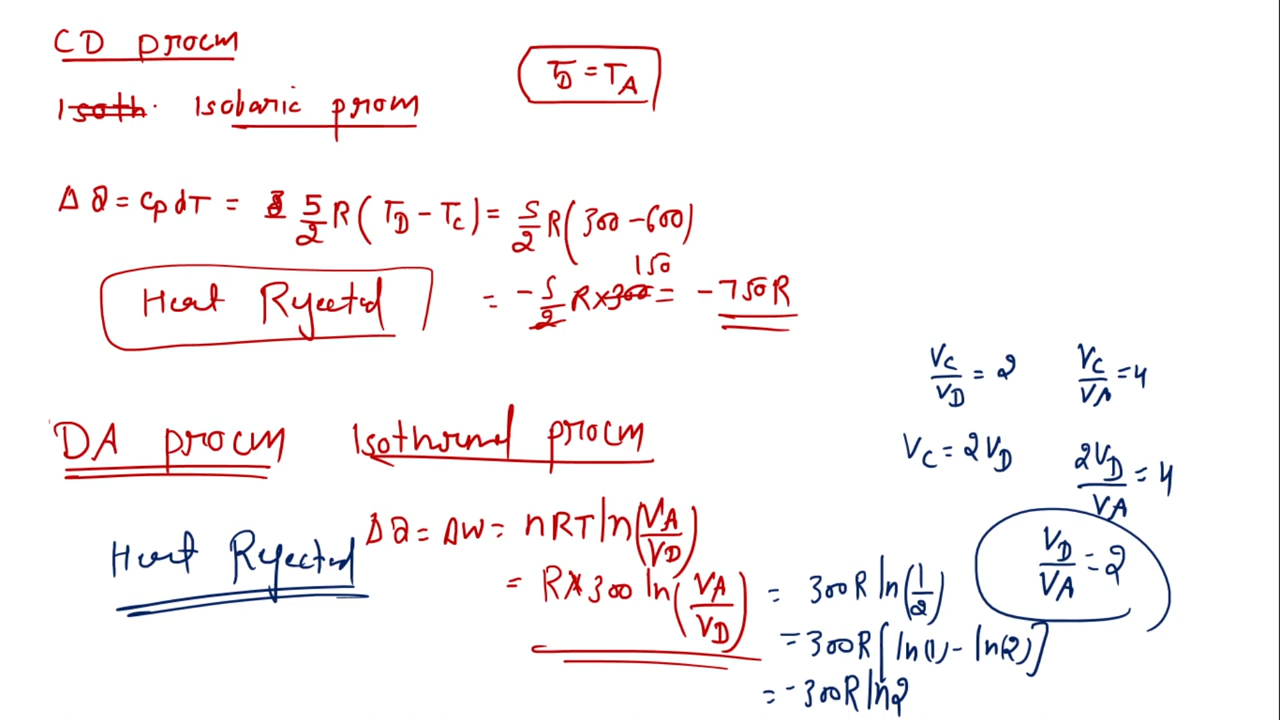 CD process
Isoth. Isobaric process
T_D = T_A
ΔQ = C_P dT = 5/2 R (T_D − T_C) = 5/2 R (300 − 600)
Heat Rejected
= −5/2 R × 300 = −750R
150
V_C/V_D = 2
V_C/V_A = 4
V_C = 2V_D
2V_D/V_A = 4
V_D/V_A = 2
DA process Isothermal process
Heat Rejected
ΔQ = ΔW = nRT ln(V_A/V_D)
= R × 300 ln(V_A/V_D) = 300R ln(1/2)
= 300R [ln(1) − ln(2)]
= −300R ln2